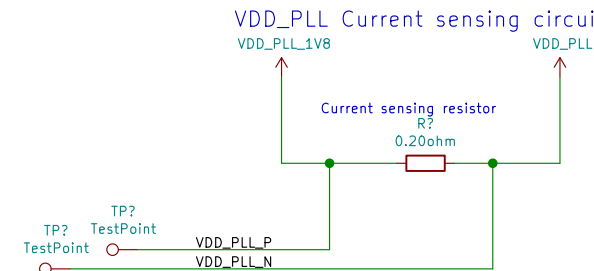 VDD_PLL Current sensing circui
VDD_PLL_1V8
VDD_PLL
Current sensing resistor
R?
0.20ohm
TP?
TestPoint
TP?
TestPoint
VDD_PLL_P
VDD_PLL_N